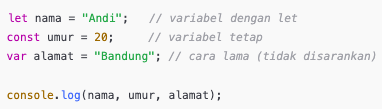 let nama = "Andi";   // variabel dengan let
const umur = 20;     // variabel tetap
var alamat = "Bandung"; // cara lama (tidak disarankan)
console.log(nama, umur, alamat);